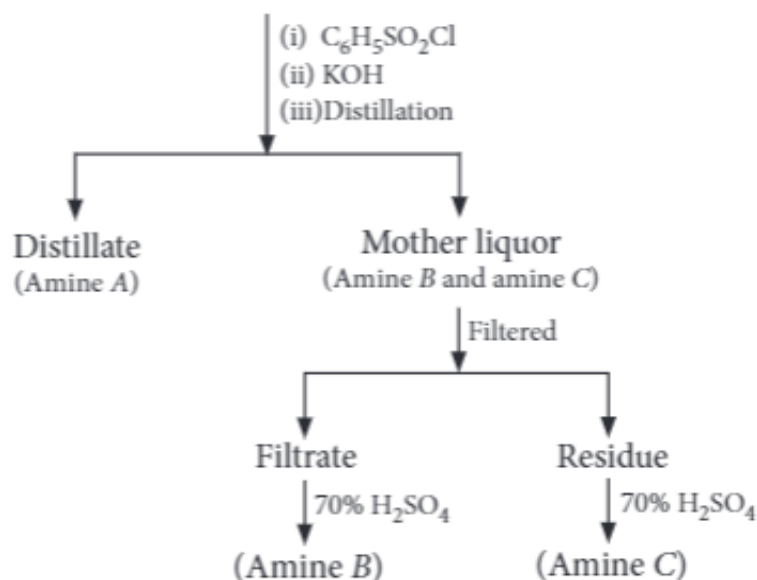 (i) C₆H₅SO₂Cl
(ii) KOH
(iii)Distillation
Distillate
(Amine A)
Mother liquor
(Amine B and amine C)
Filtered
Filtrate
Residue
70% H₂SO₄
70% H₂SO₄
(Amine B)
(Amine C)